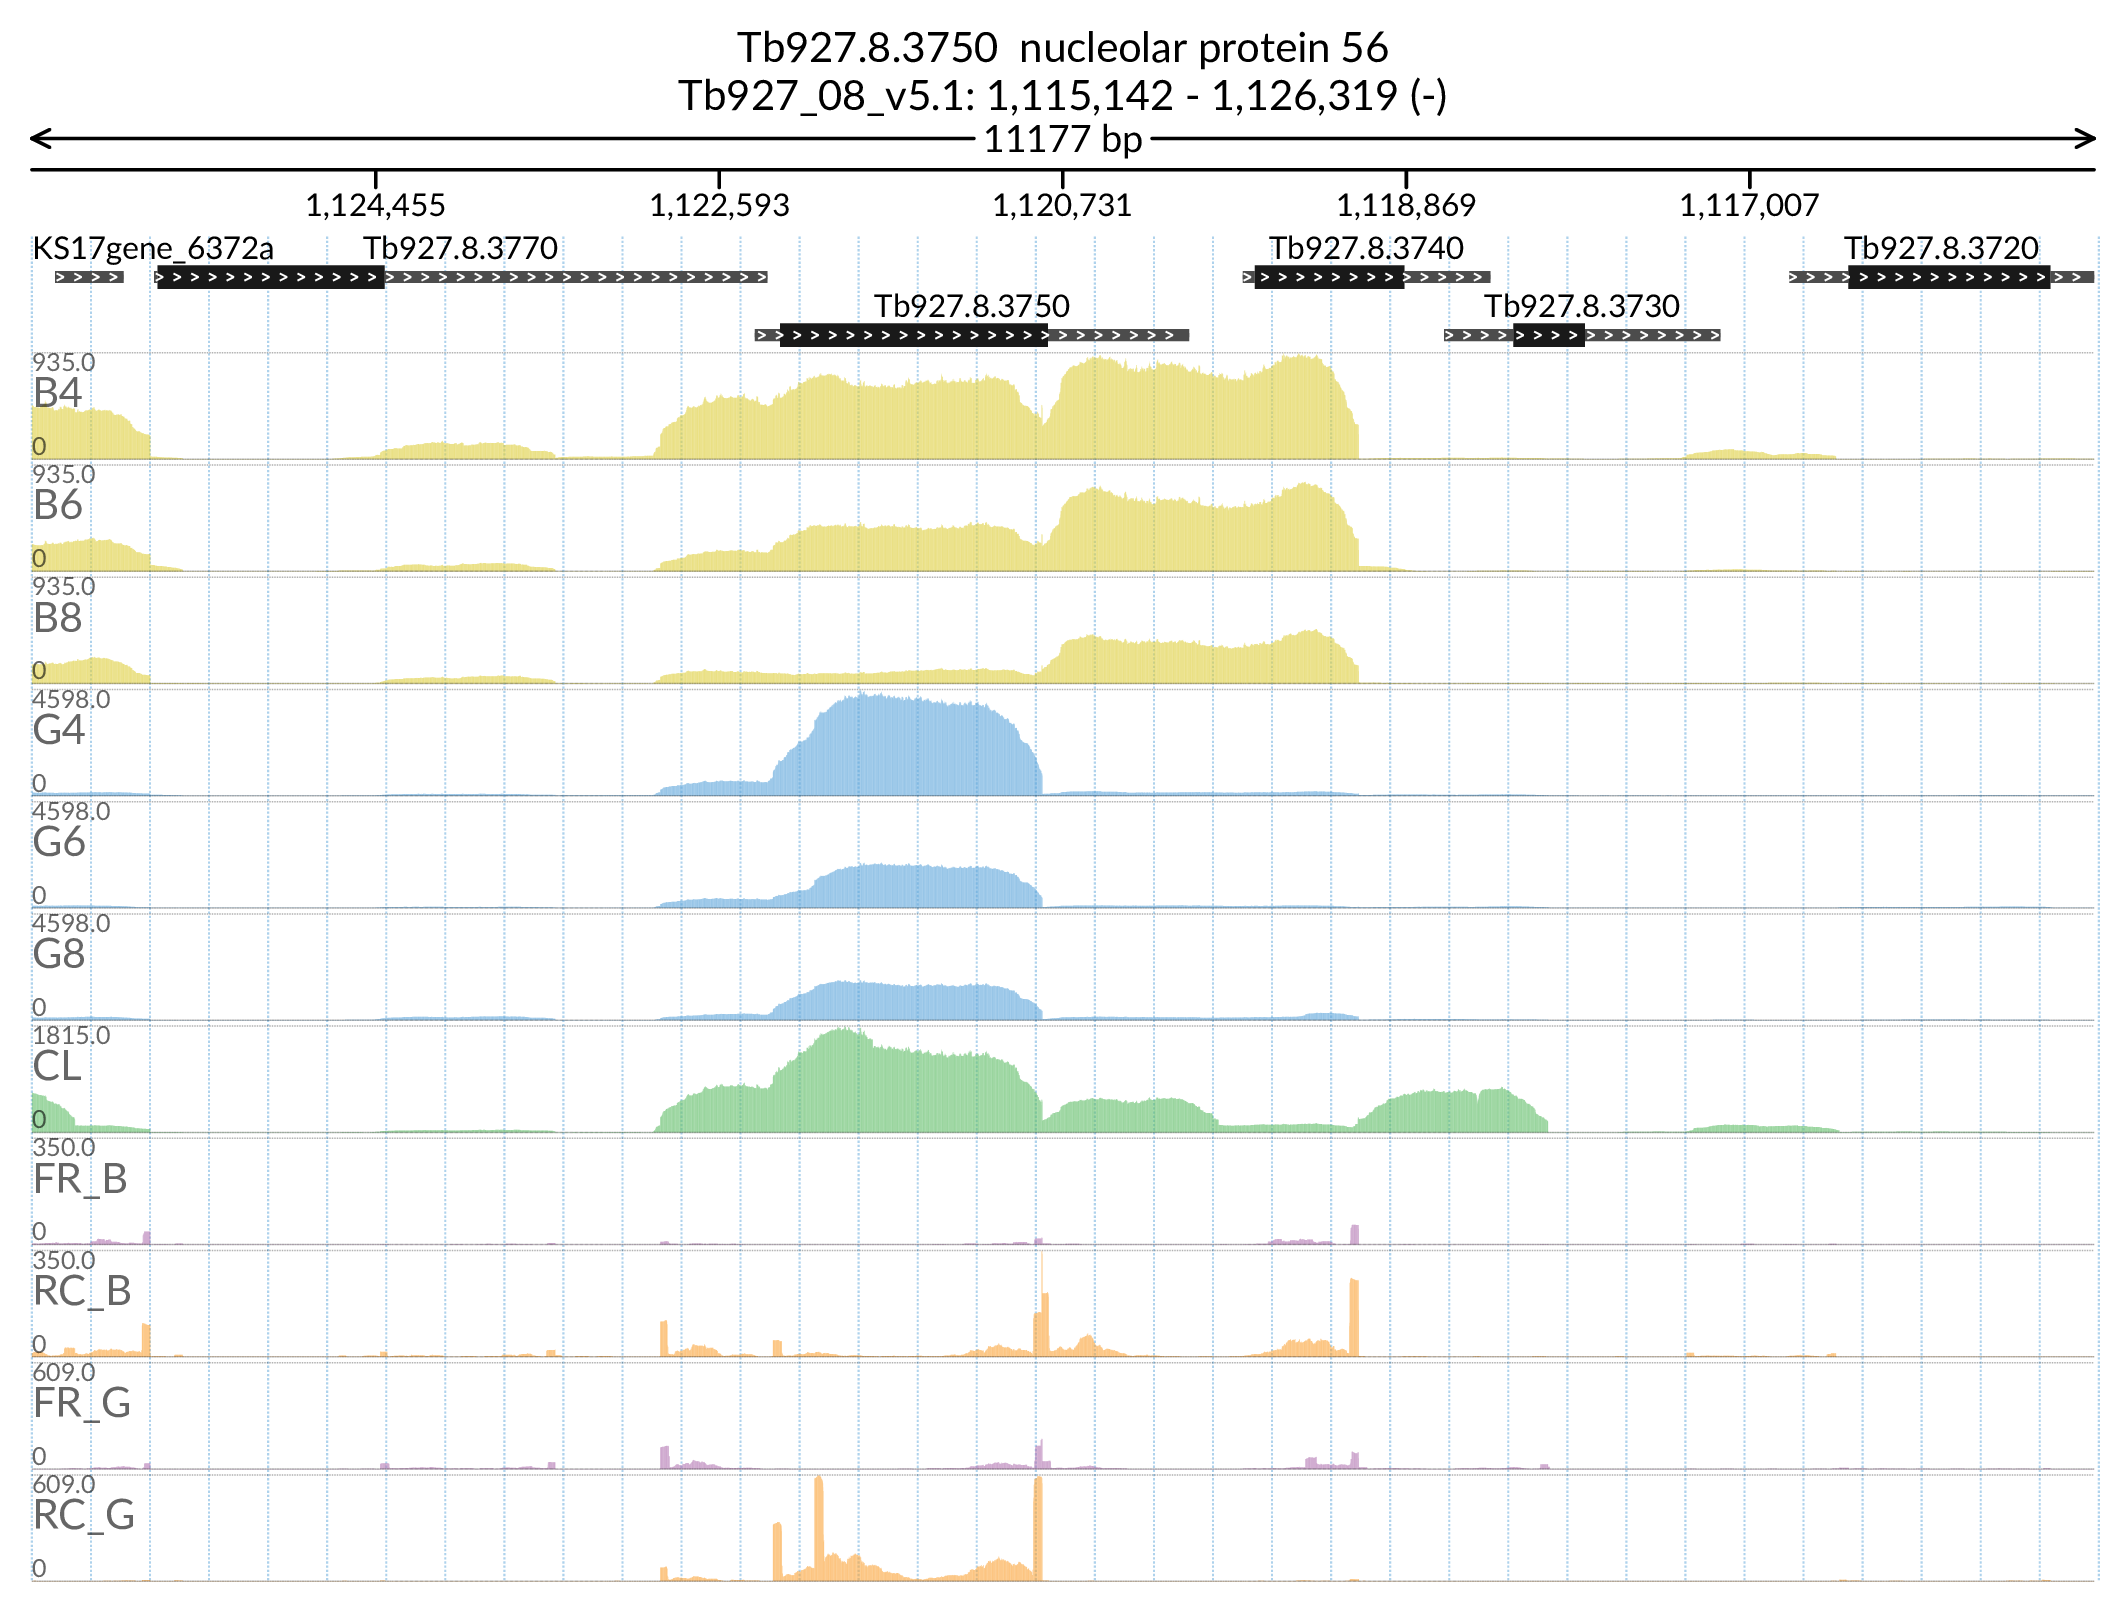 Tb927.8.3750 nucleolar protein 56
Tb927_08_v5.1: 1,115,142 - 1,126,319 (-)
11177 bp
1,124,455 1,122,593 1,120,731 1,118,869 1,117,007
KS17gene_6372a Tb927.8.3770 Tb927.8.3740 Tb927.8.3720
Tb927.8.3750 Tb927.8.3730
935.0
B4
0
935.0
B6
0
935.0
B8
0
4598.0
G4
0
4598.0
G6
0
4598.0
G8
0
1815.0
CL
0
350.0
FR_B
0
350.0
RC_B
0
609.0
FR_G
0
609.0
RC_G
0